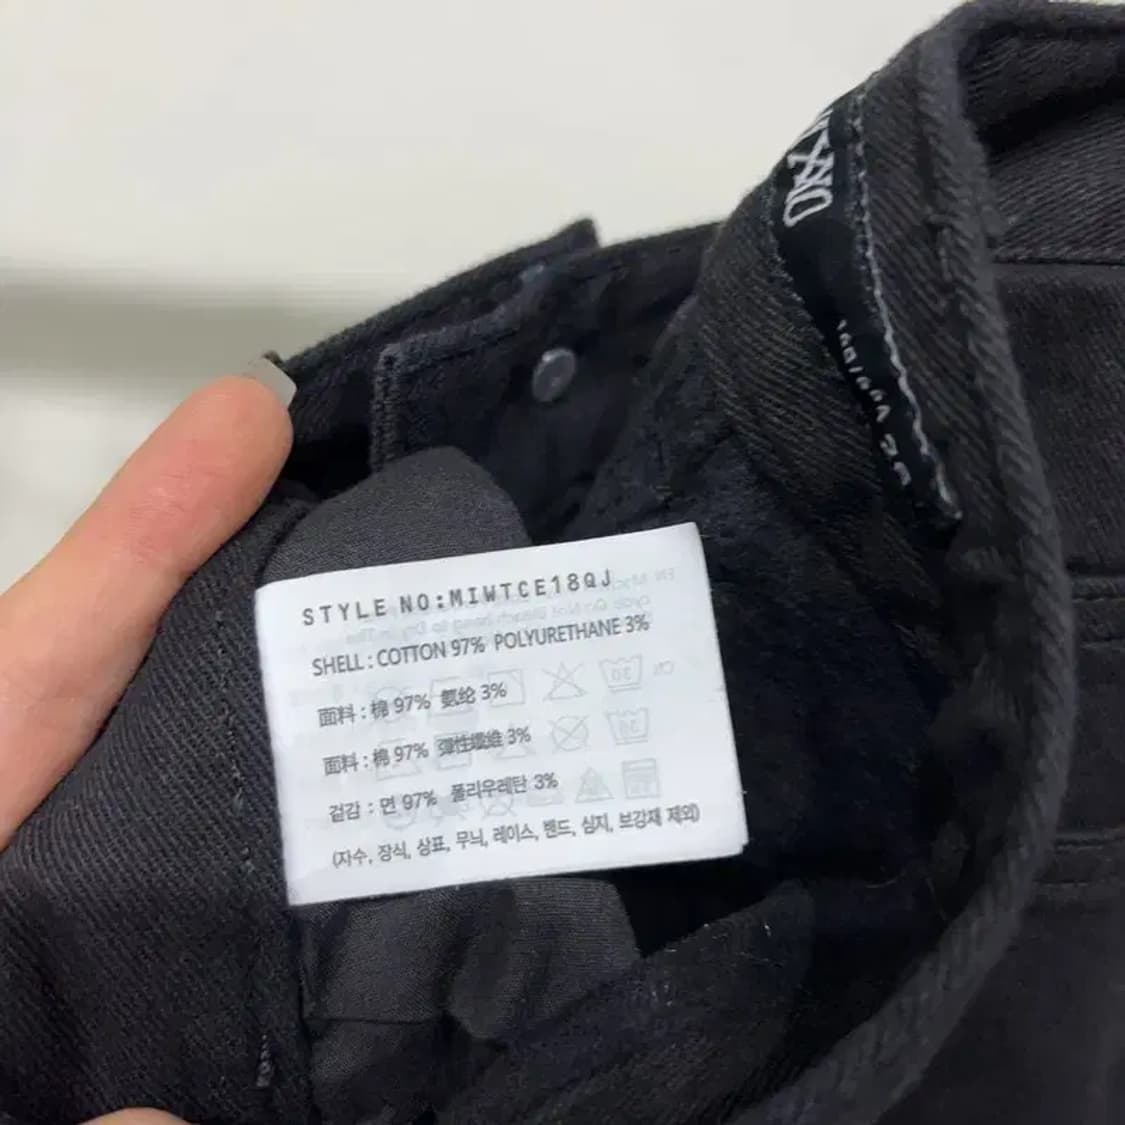 STYLE NO:MIWTCE18QJ
SHELL : COTTON 97% POLYURETHANE 3%
面料 : 棉 97% 氨纶 3%
面料 : 棉 97% 彈性纖維 3%
겉감 : 면 97% 폴리우레탄 3%
(자수, 장식, 상표, 무늬, 레이스, 밴드, 심지, 보강재 제외)